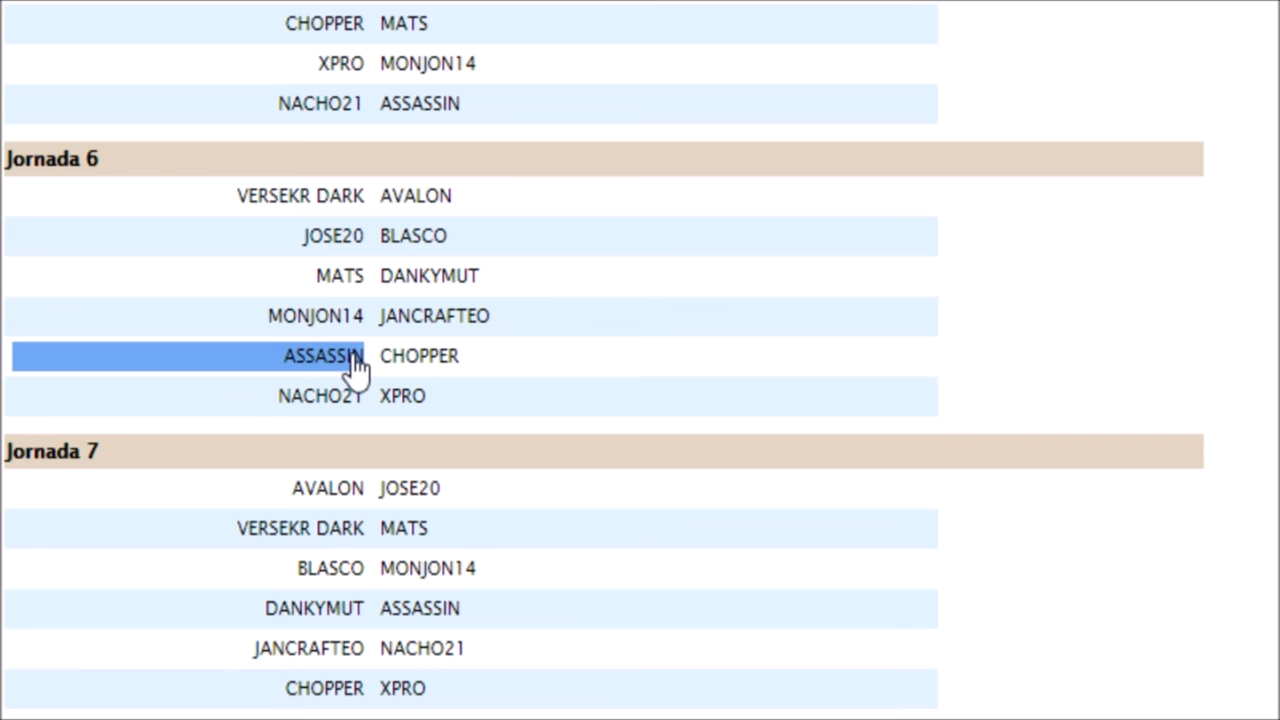 CHOPPER MATS
XPRO MONJON14
NACHO21 ASSASSIN
Jornada 6
VERSEKR DARK AVALON
JOSE20 BLASCO
MATS DANKYMUT
MONJON14 JANCRAFTEO
ASSASSIN CHOPPER
NACHO21 XPRO
Jornada 7
AVALON JOSE20
VERSEKR DARK MATS
BLASCO MONJON14
DANKYMUT ASSASSIN
JANCRAFTEO NACHO21
CHOPPER XPRO